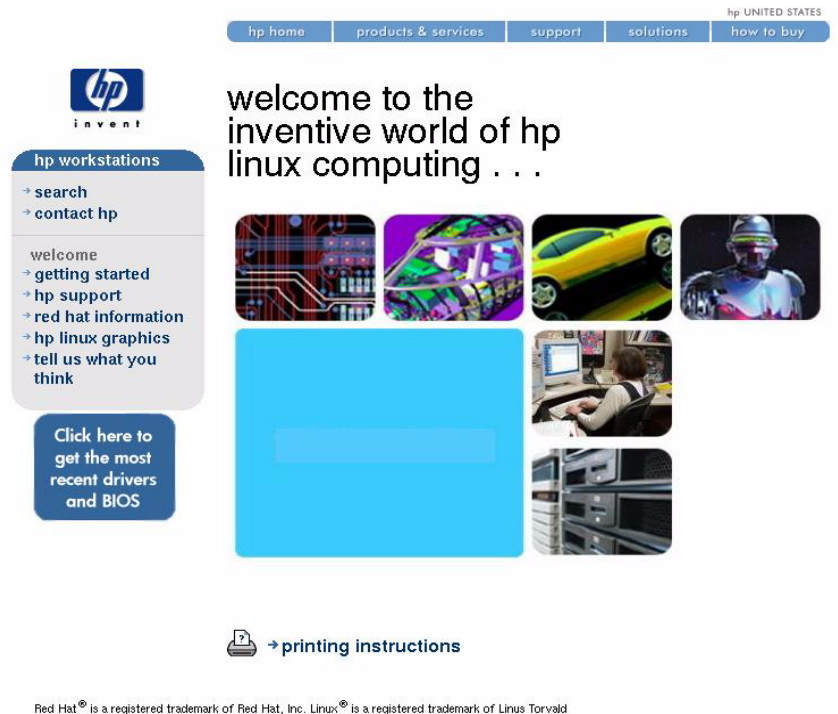 hp UNITED STATES
hp home products & services support solutions how to buy
hp
invent
welcome to the
inventive world of hp
linux computing . . .
hp workstations
search
contact hp
welcome
getting started
hp support
red hat information
hp linux graphics
tell us what you
think
Click here to
get the most
recent drivers
and BIOS
printing instructions
Red Hat® is a registered trademark of Red Hat, Inc. Linux® is a registered trademark of Linus Torvald